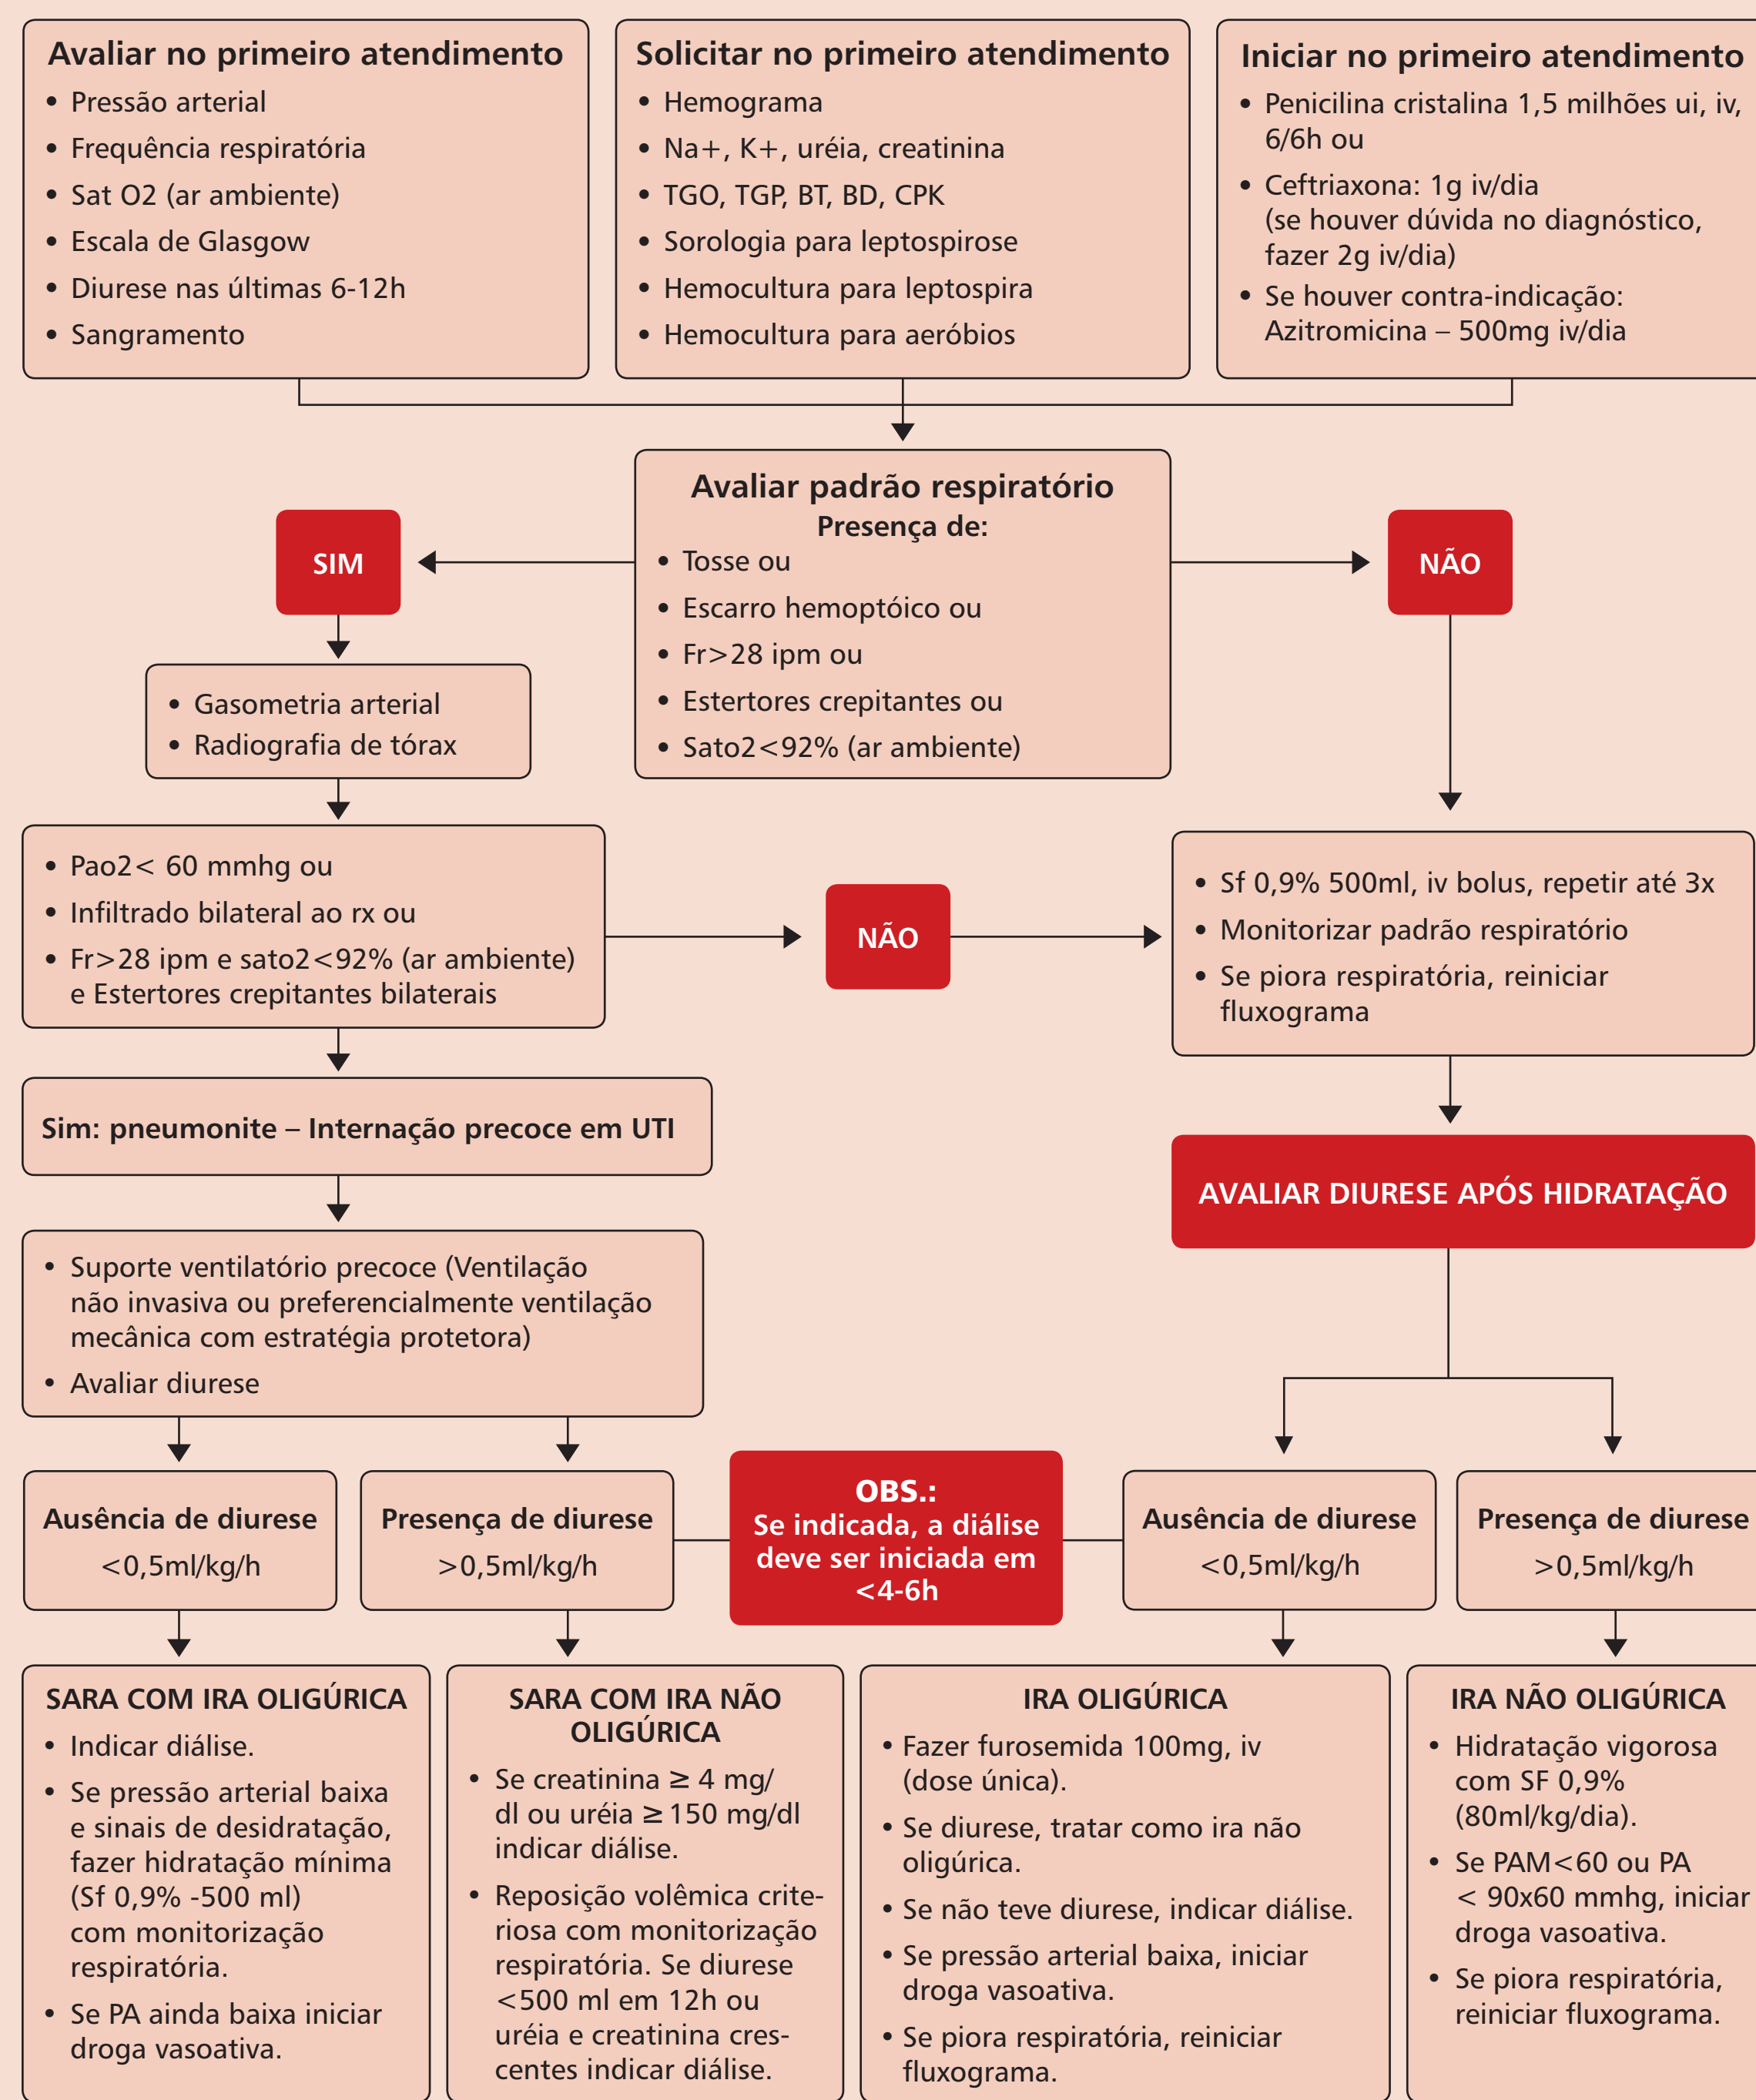 Avaliar no primeiro atendimento
• Pressão arterial
• Frequência respiratória
• Sat O2 (ar ambiente)
• Escala de Glasgow
• Diurese nas últimas 6-12h
• Sangramento
Solicitar no primeiro atendimento
• Hemograma
• Na+, K+, uréia, creatinina
• TGO, TGP, BT, BD, CPK
• Sorologia para leptospirose
• Hemocultura para leptospira
• Hemocultura para aeróbios
Iniciar no primeiro atendimento
• Penicilina cristalina 1,5 milhões ui, iv,
6/6h ou
• Ceftriaxona: 1g iv/dia
(se houver dúvida no diagnóstico,
fazer 2g iv/dia)
• Se houver contra-indicação:
Azitromicina – 500mg iv/dia
Avaliar padrão respiratório
Presença de:
• Tosse ou
• Escarro hemoptóico ou
• Fr>28 ipm ou
• Estertores crepitantes ou
• Sato2<92% (ar ambiente)
SIM
NÃO
• Gasometria arterial
• Radiografia de tórax
• Pao2< 60 mmhg ou
• Infiltrado bilateral ao rx ou
• Fr>28 ipm e sato2<92% (ar ambiente)
e Estertores crepitantes bilaterais
NÃO
• Sf 0,9% 500ml, iv bolus, repetir até 3x
• Monitorizar padrão respiratório
• Se piora respiratória, reiniciar
fluxograma
Sim: pneumonite – Internação precoce em UTI
AVALIAR DIURESE APÓS HIDRATAÇÃO
• Suporte ventilatório precoce (Ventilação
não invasiva ou preferencialmente ventilação
mecânica com estratégia protetora)
• Avaliar diurese
Ausência de diurese
<0,5ml/kg/h
Presença de diurese
>0,5ml/kg/h
OBS.:
Se indicada, a diálise
deve ser iniciada em
<4-6h
Ausência de diurese
<0,5ml/kg/h
Presença de diurese
>0,5ml/kg/h
SARA COM IRA OLIGÚRICA
• Indicar diálise.
• Se pressão arterial baixa
e sinais de desidratação,
fazer hidratação mínima
(Sf 0,9% -500 ml)
com monitorização
respiratória.
• Se PA ainda baixa iniciar
droga vasoativa.
SARA COM IRA NÃO
OLIGÚRICA
• Se creatinina ≥ 4 mg/
dl ou uréia ≥ 150 mg/dl
indicar diálise.
• Reposição volêmica crite-
riosa com monitorização
respiratória. Se diurese
<500 ml em 12h ou
uréia e creatinina cres-
centes indicar diálise.
IRA OLIGÚRICA
• Fazer furosemida 100mg, iv
(dose única).
• Se diurese, tratar como ira não
oligúrica.
• Se não teve diurese, indicar diálise.
• Se pressão arterial baixa, iniciar
droga vasoativa.
• Se piora respiratória, reiniciar
fluxograma.
IRA NÃO OLIGÚRICA
• Hidratação vigorosa
com SF 0,9%
(80ml/kg/dia).
• Se PAM<60 ou PA
< 90x60 mmhg, iniciar
droga vasoativa.
• Se piora respiratória,
reiniciar fluxograma.